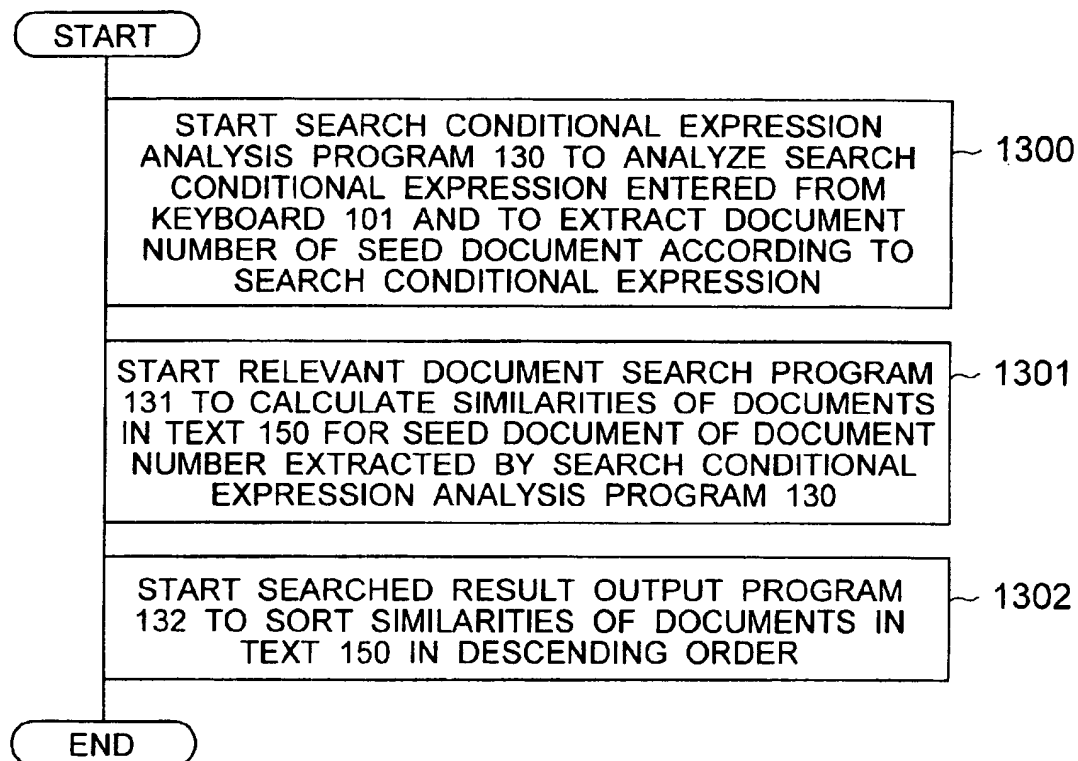 START
START SEARCH CONDITIONAL EXPRESSION
ANALYSIS PROGRAM 130 TO ANALYZE SEARCH
CONDITIONAL EXPRESSION ENTERED FROM
KEYBOARD 101 AND TO EXTRACT DOCUMENT
NUMBER OF SEED DOCUMENT ACCORDING TO
SEARCH CONDITIONAL EXPRESSION
1300
START RELEVANT DOCUMENT SEARCH PROGRAM
131 TO CALCULATE SIMILARITIES OF DOCUMENTS
IN TEXT 150 FOR SEED DOCUMENT OF DOCUMENT
NUMBER EXTRACTED BY SEARCH CONDITIONAL
EXPRESSION ANALYSIS PROGRAM 130
1301
START SEARCHED RESULT OUTPUT PROGRAM
132 TO SORT SIMILARITIES OF DOCUMENTS IN
TEXT 150 IN DESCENDING ORDER
1302
END